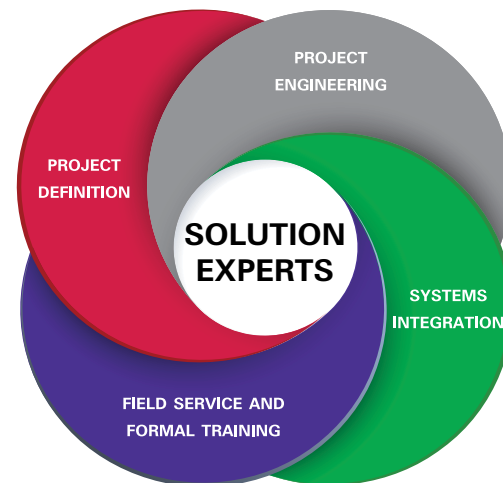 PROJECT
ENGINEERING
PROJECT
DEFINITION
SOLUTION
EXPERTS
SYSTEMS
INTEGRATION
FIELD SERVICE AND
FORMAL TRAINING